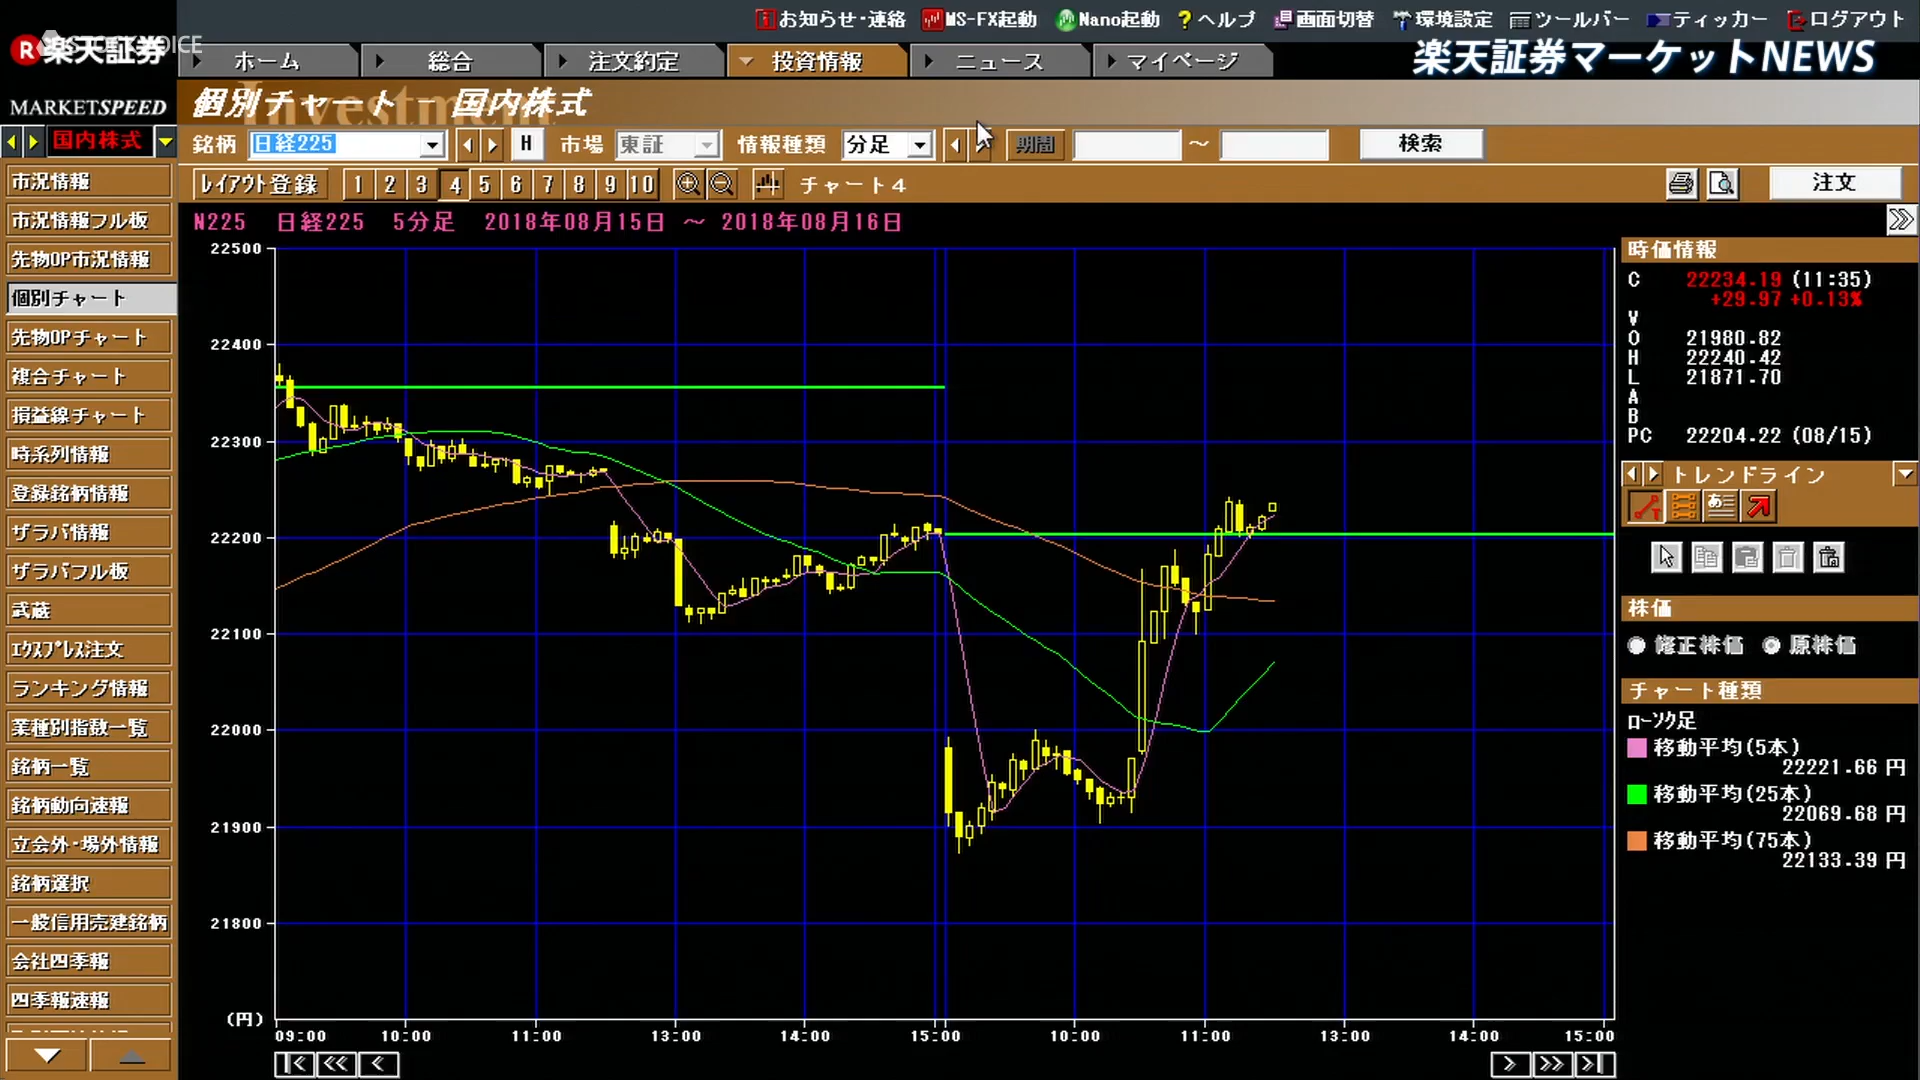 お知らせ・連絡 MS-FX起動 Nano起動 ヘルプ 画面切替 環境設定 ツールバー ティッカー ログアウト
R楽天証券
ホーム 総合 注文約定 投資情報 ニュース マイページ
楽天証券マーケットNEWS
MARKETSPEED
個別チャート - 国内株式
国内株式
銘柄 日経225 H 市場 東証 情報種類 分足 期間 ～ 検索
レイアウト登録 1 2 3 4 5 6 7 8 9 10 チャート4 注文
N225 日経225 5分足 2018年08月15日 ～ 2018年08月16日
市況情報
市況情報フル板
先物OP市況情報
個別チャート
先物OPチャート
複合チャート
損益線チャート
時系列情報
登録銘柄情報
ザラバ情報
ザラバフル板
武蔵
エクスプレス注文
ランキング情報
業種別指数一覧
銘柄一覧
銘柄動向速報
立会外・場外情報
銘柄選択
一般信用売建銘柄
会社四季報
四季報速報
22500
22400
22300
22200
22100
22000
21900
21800
(円)
09:00 10:00 11:00 13:00 14:00 15:00 10:00 11:00 13:00 14:00 15:00
時価情報
C 22234.19 (11:35)
+29.97 +0.13%
V
O 21980.82
H 22240.42
L 21871.70
A
B
PC 22204.22 (08/15)
トレンドライン
株価
修正株価 原株価
チャート種類
ローソク足
移動平均(5本)
22221.66 円
移動平均(25本)
22069.68 円
移動平均(75本)
22133.39 円